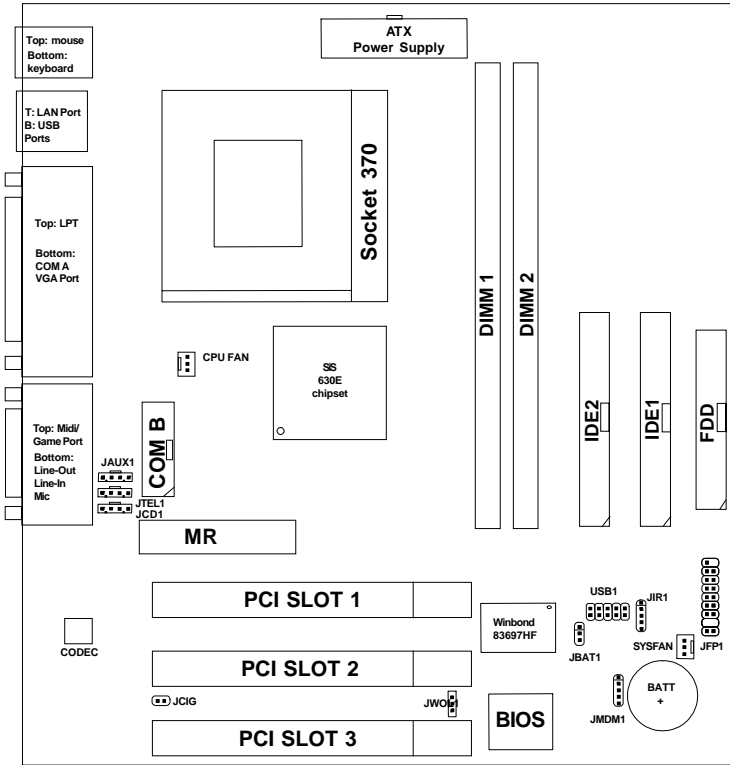 ATX
Power Supply
Top: mouse
Bottom:
keyboard
T: LAN Port
B: USB
Ports
Socket 370
Top: LPT
Bottom:
COM A
VGA Port
DIMM 1
DIMM 2
CPU FAN
SiS
630E
chipset
IDE2
IDE1
FDD
Top: Midi/
Game Port
Bottom:
Line-Out
Line-In
Mic
COM B
JAUX1
JTEL1
JCD1
MR
PCI SLOT 1
Winbond
83697HF
USB1
JIR1
JBAT1
SYSFAN
JFP1
CODEC
PCI SLOT 2
JCIG
JWOL1
BIOS
JMDM1
BATT
+
PCI SLOT 3